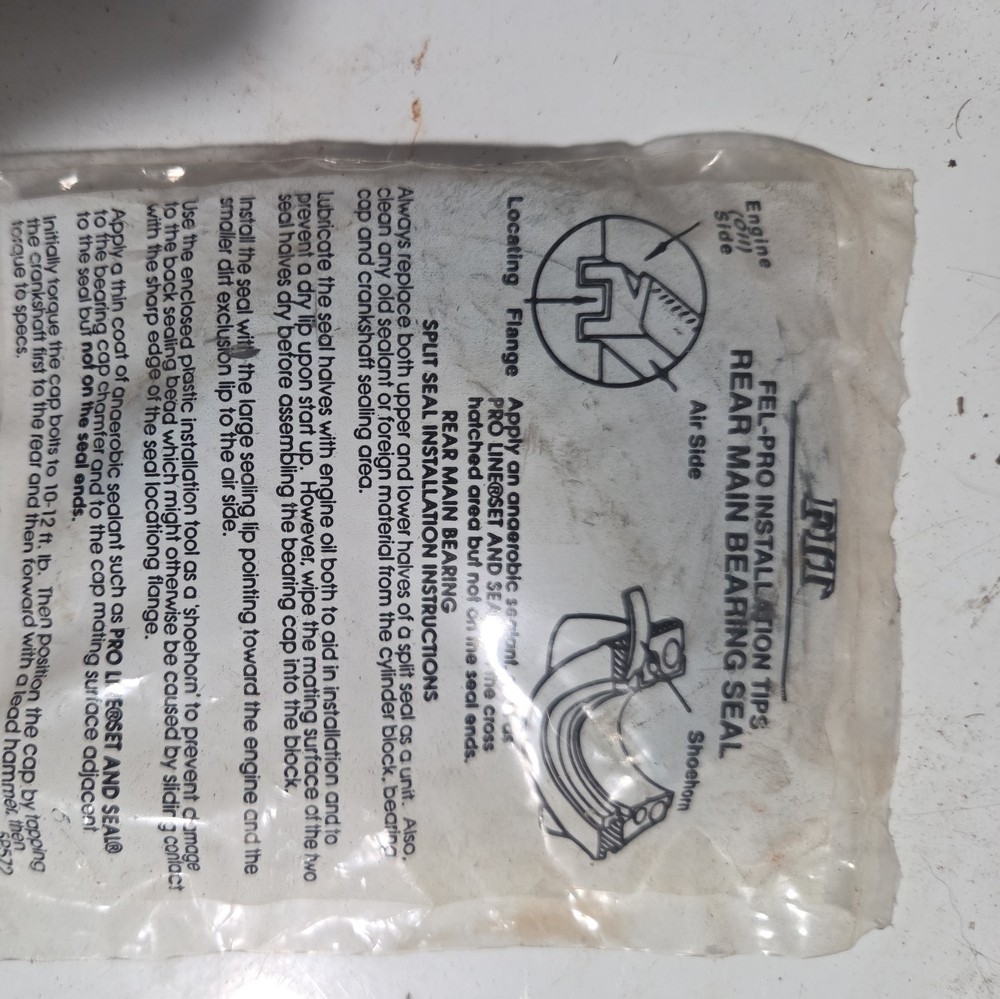 FEL-PRO INSTALLATION TIPS
REAR MAIN BEARING SEAL
Engine
(Oil)
Side
Air Side
Shoehorn
Locating Flange
Apply an anaerobic sealant.
PRO LINE®SET AND SEA the cross
hatched area but not on the seal ends.
REAR MAIN BEARING
SPLIT SEAL INSTALLATION INSTRUCTIONS
Always replace both upper and lower halves of a split seal as a unit. Also,
clean any old sealant or foreign material from the cylinder block, bearing
cap and crankshaft sealing area.
Lubricate the seal halves with engine oil both to aid in installation and to
prevent a dry lip upon start up. However, wipe the mating surface of the two
seal halves dry before assembling the bearing cap into the block.
Install the seal with the large sealing lip pointing toward the engine and the
smaller dirt exclusion lip to the air side.
Use the enclosed plastic installation tool as a 'shoehorn' to prevent damage
to the back sealing bead which might otherwise be caused by sliding contact
with the sharp edge of the seal locationg flange.
Apply a thin coat of anaerobic sealant such as PRO LINE®SET AND SEAL®
to the bearing cap chamfer and to the cap mating surface adjacent
to the seal but not on the seal ends.
Initially torque the cap bolts to 10-12 ft. lb. Then position the cap by tapping
the crankshaft first to the rear and then forward with a lead hammer, then
torque to specs.